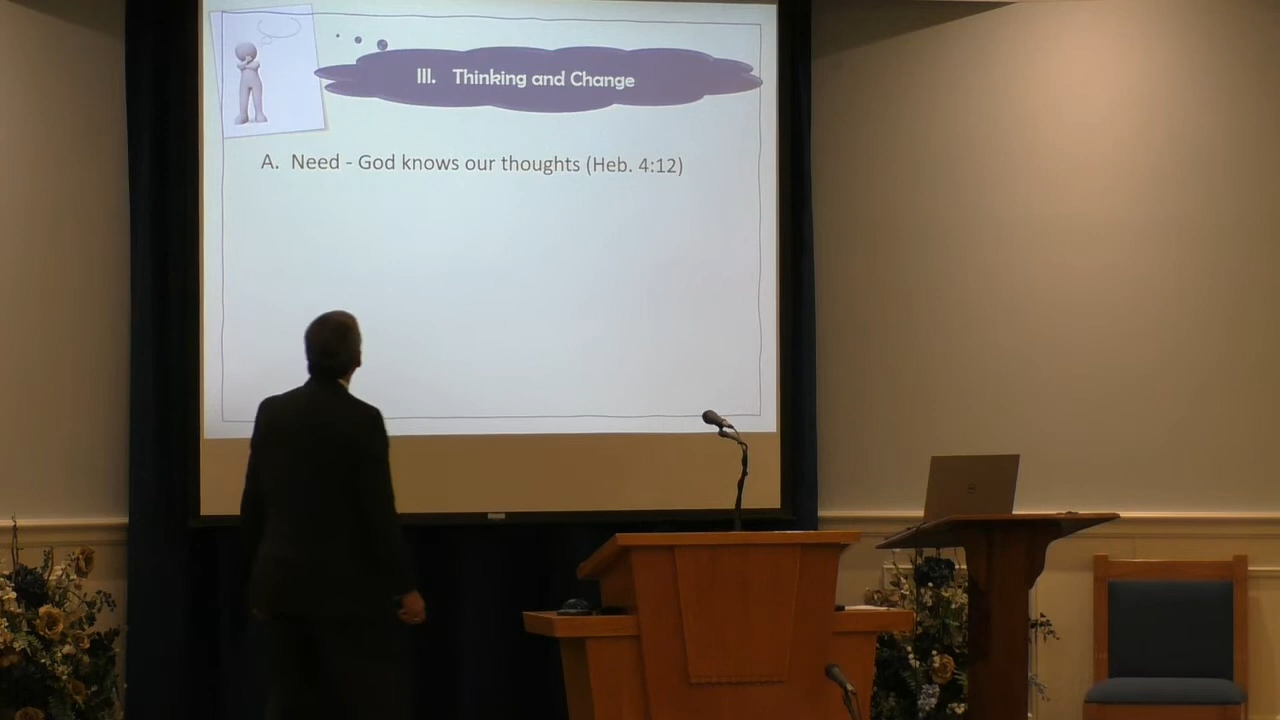 III. Thinking and Change
A. Need - God knows our thoughts (Heb. 4:12)